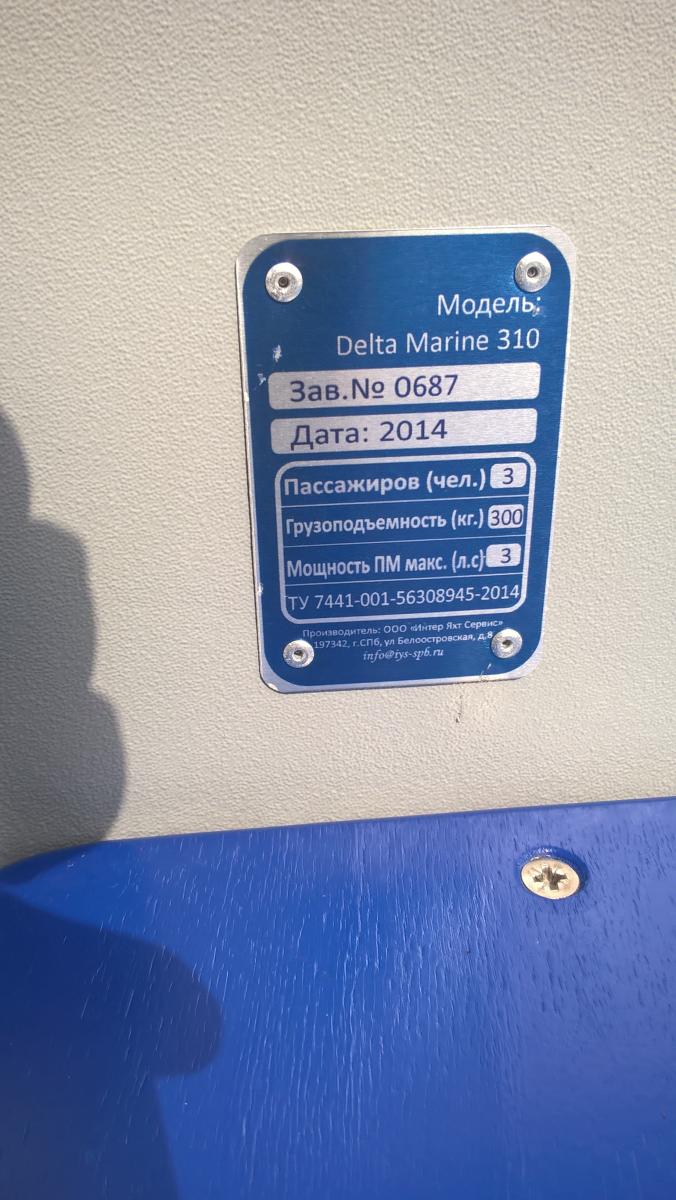 Модель:
Delta Marine 310
Зав.№ 0687
Дата: 2014
Пассажиров (чел.) 3
Грузоподъемность (кг.) 300
Мощность ПМ макс. (л.с) 3
ТУ 7441-001-56308945-2014
Производитель: ООО «Интер Яхт Сервис»
197342, г.СПб, ул Белоостровская, д.8
info@iys-spb.ru